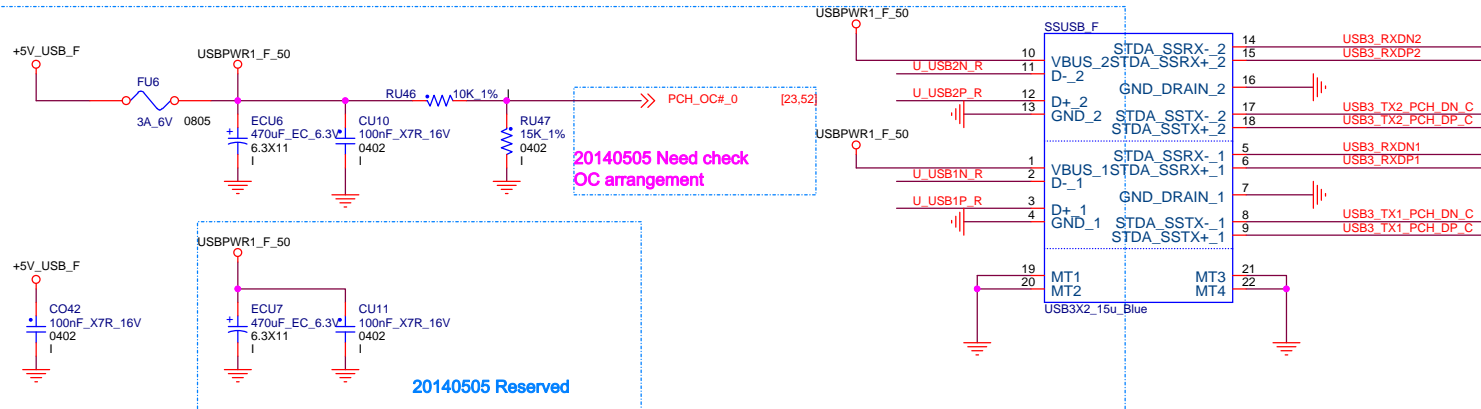 +5V_USB_F
FU6
3A_6V 0805
USBPWR1_F_50
ECU6
470uF_EC_6.3V
6.3X11
I
CU10
100nF_X7R_16V
0402
I
RU46 10K_1%
I
RU47
15K_1%
0402
I
PCH_OC#_0 [23,52]
20140505 Need check
OC arrangement
+5V_USB_F
CO42
100nF_X7R_16V
0402
I
USBPWR1_F_50
ECU7
470uF_EC_6.3V
6.3X11
I
CU11
100nF_X7R_16V
0402
I
20140505 Reserved
USBPWR1_F_50
U_USB2N_R
U_USB2P_R
USBPWR1_F_50
U_USB1N_R
U_USB1P_R
SSUSB_F
10 VBUS_2
11 D-_2
12 D+_2
13 GND_2
1 VBUS_1
2 D-_1
3 D+_1
4 GND_1
19 MT1
20 MT2
STDA_SSRX-_2 14 USB3_RXDN2
STDA_SSRX+_2 15 USB3_RXDP2
GND_DRAIN_2 16
STDA_SSTX-_2 17 USB3_TX2_PCH_DN_C
STDA_SSTX+_2 18 USB3_TX2_PCH_DP_C
STDA_SSRX-_1 5 USB3_RXDN1
STDA_SSRX+_1 6 USB3_RXDP1
GND_DRAIN_1 7
STDA_SSTX-_1 8 USB3_TX1_PCH_DN_C
STDA_SSTX+_1 9 USB3_TX1_PCH_DP_C
MT3 21
MT4 22
USB3X2_15u_Blue